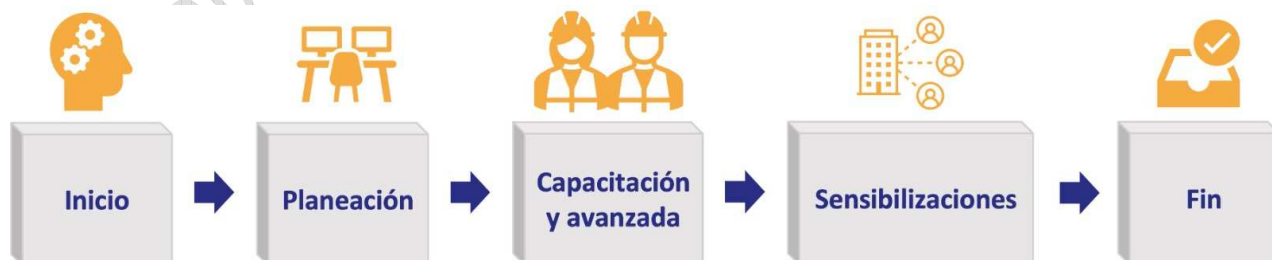 Inicio
Planeación
Capacitación
y avanzada
Sensibilizaciones
Fin